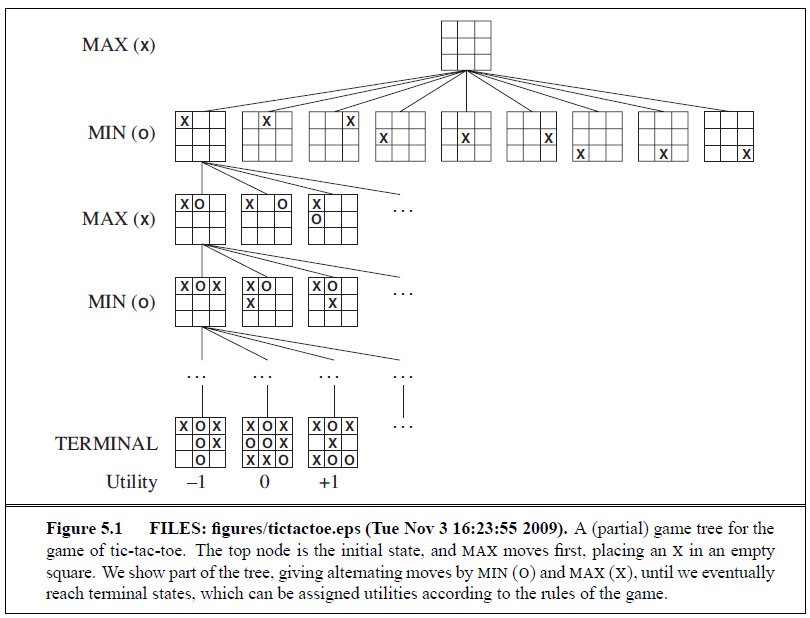 MAX (X)
MIN (O)
X X X X X X X X X
MAX (X)
X O X O X
O
...
MIN (O)
X O X X O X O
X X
...
... ... ... ...
TERMINAL
X O X X O X X O X
O X O O X X
O X X O X O O
...
Utility –1 0 +1
Figure 5.1 FILES: figures/tictactoe.eps (Tue Nov 3 16:23:55 2009). A (partial) game tree for the
game of tic-tac-toe. The top node is the initial state, and MAX moves first, placing an X in an empty
square. We show part of the tree, giving alternating moves by MIN (O) and MAX (X), until we eventually
reach terminal states, which can be assigned utilities according to the rules of the game.